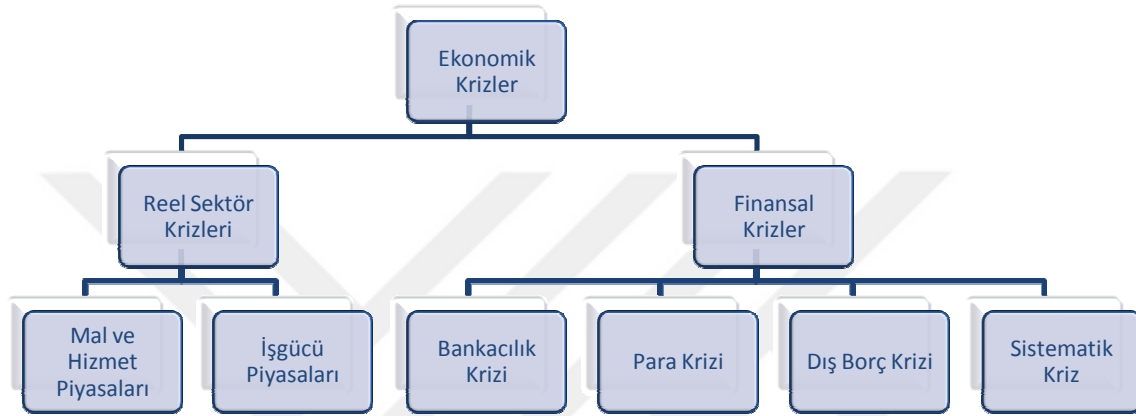 Ekonomik
Krizler
Reel Sektör
Krizleri
Finansal
Krizler
Mal ve
Hizmet
Piyasaları
İşgücü
Piyasaları
Bankacılık
Krizi
Para Krizi
Dış Borç Krizi
Sistematik
Kriz